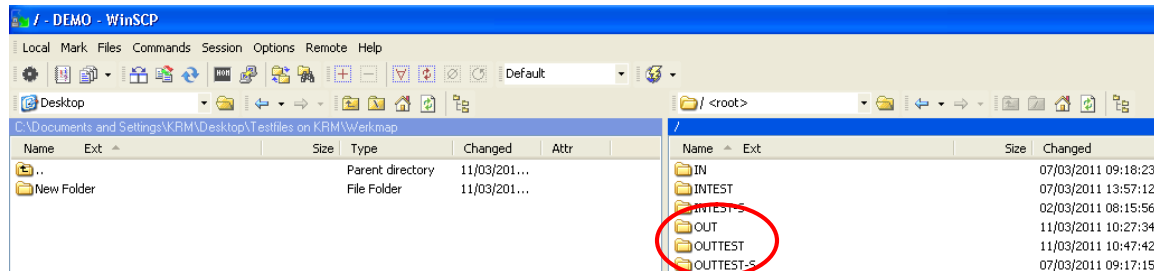 / - DEMO - WinSCP
Local Mark Files Commands Session Options Remote Help
Default
Desktop
/ <root>
C:\Documents and Settings\KRM\Desktop\Testfiles on KRM\Werkmap
/
Name Ext Size Type Changed Attr
Name Ext Size Changed
.. Parent directory 11/03/201...
New Folder File Folder 11/03/201...
IN 07/03/2011 09:18:23
INTEST 07/03/2011 13:57:12
INTEST-S 02/03/2011 08:15:56
OUT 11/03/2011 10:27:34
OUTTEST 11/03/2011 10:47:42
OUTTEST-S 07/03/2011 09:17:15